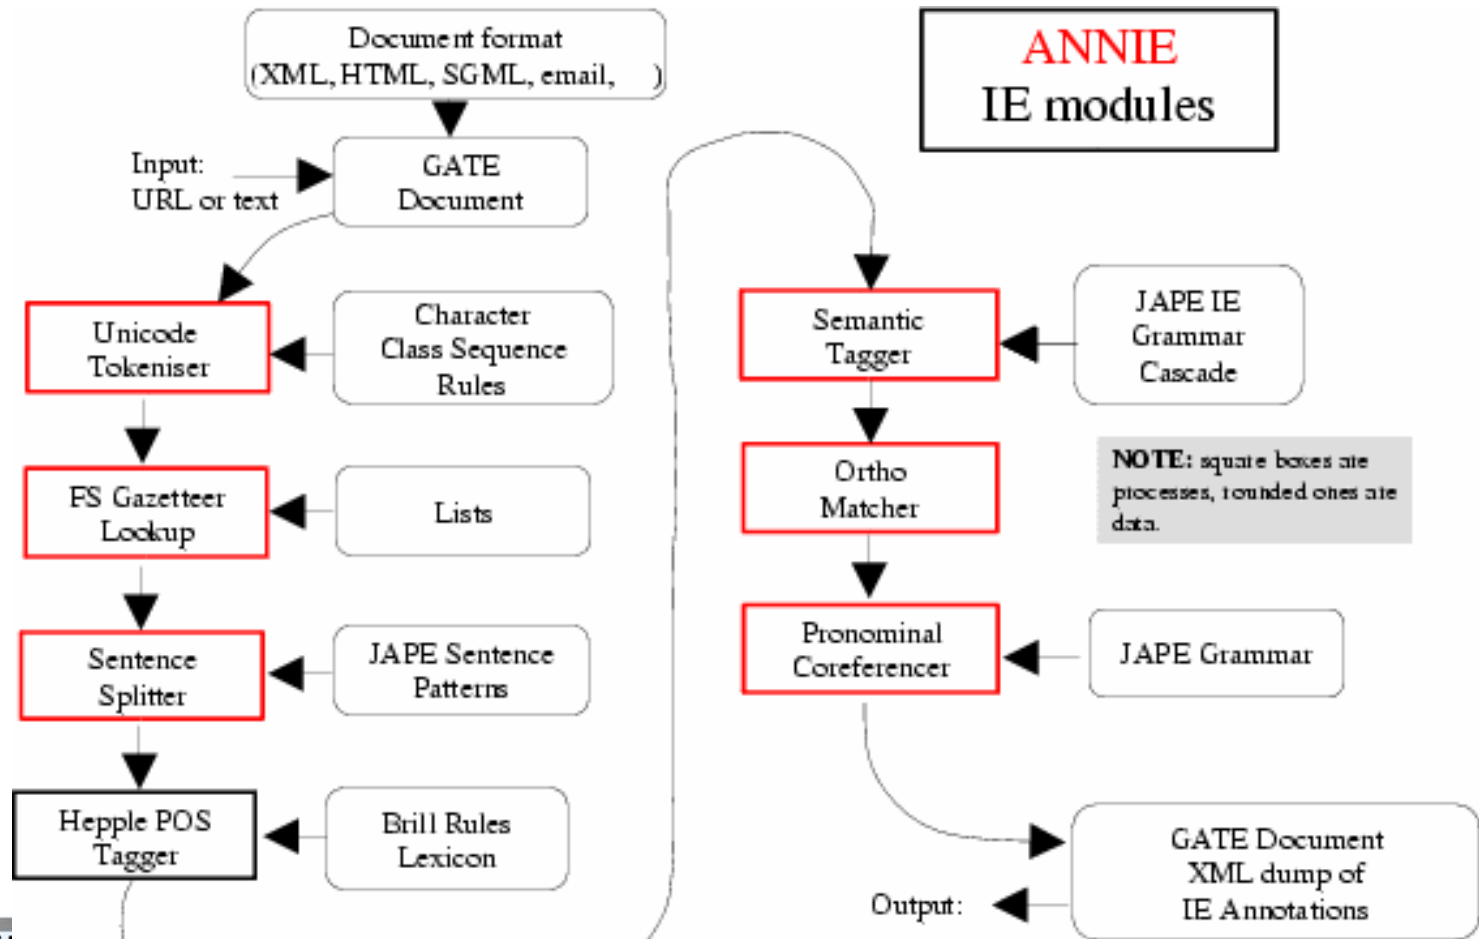 Document format
(XML, HTML, SGML, email, )
ANNIE
IE modules
Input:
URL or text
GATE
Document
Unicode
Tokeniser
Character
Class Sequence
Rules
FS Gazetteer
Lookup
Lists
Sentence
Splitter
JAPE Sentence
Patterns
Hepple POS
Tagger
Brill Rules
Lexicon
Semantic
Tagger
JAPE IE
Grammar
Cascade
Ortho
Matcher
NOTE: square boxes are
processes, rounded ones are
data.
Pronominal
Coreferencer
JAPE Grammar
GATE Document
XML dump of
IE Annotations
Output: